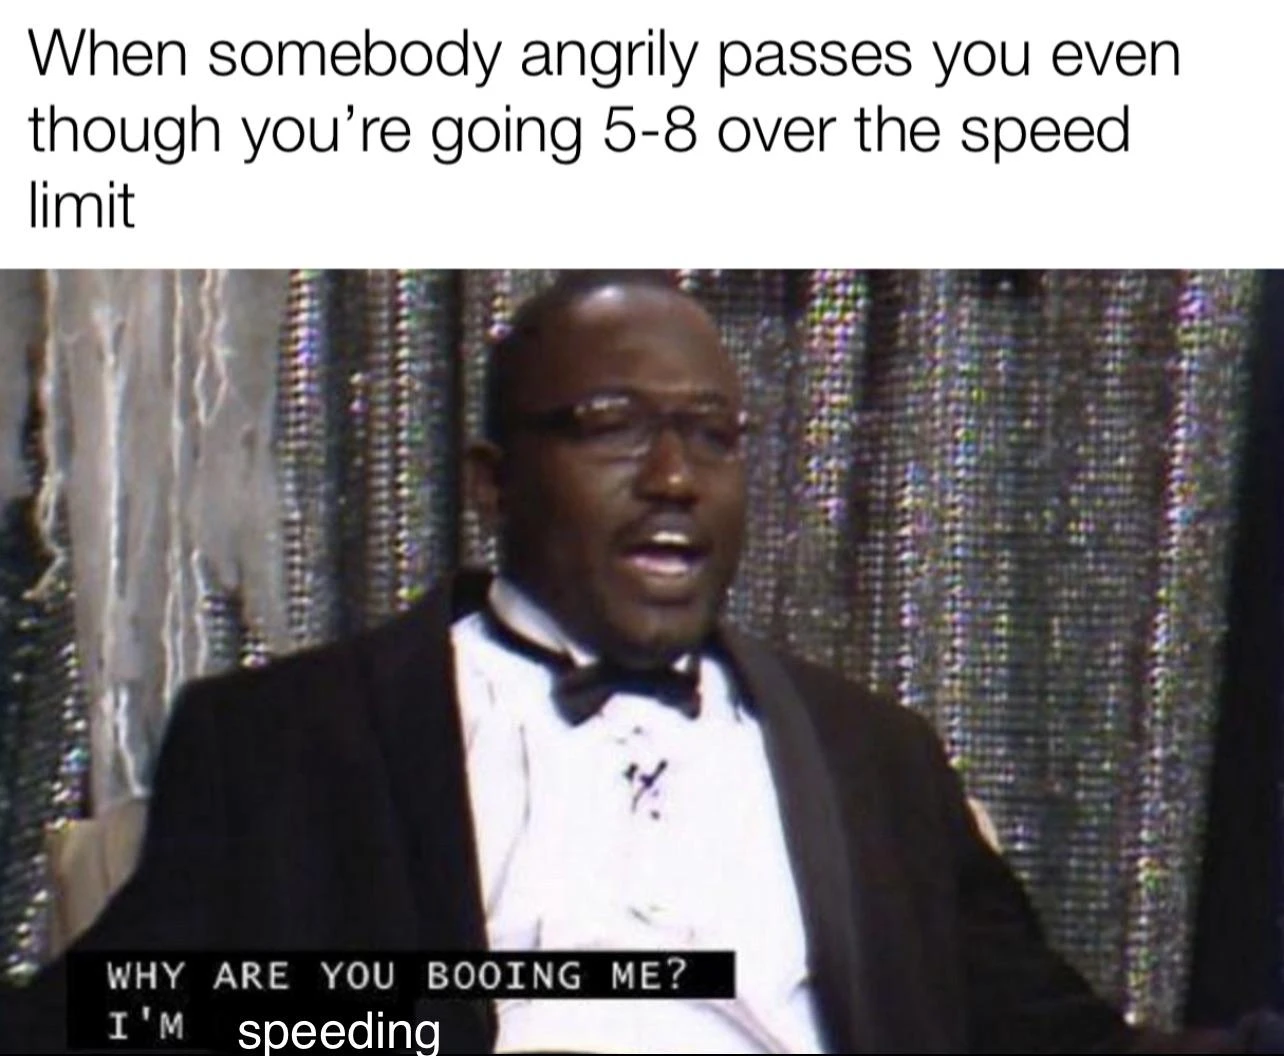 When somebody angrily passes you even
though you’re going 5-8 over the speed
limit
WHY ARE YOU BOOING ME?
I'M speeding